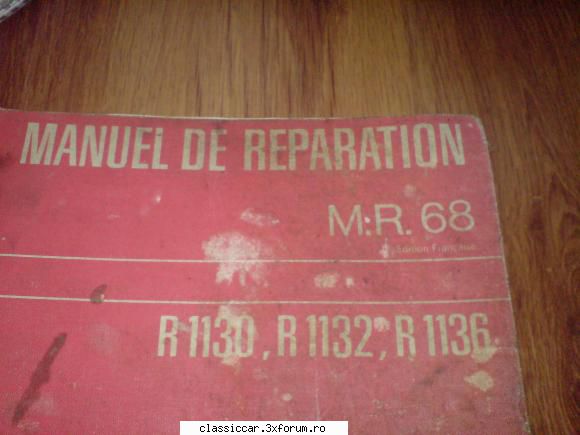 MANUEL DE REPARATION
M.R. 68
Edition Française
R 1130, R 1132, R 1136
classiccar.3xforum.ro